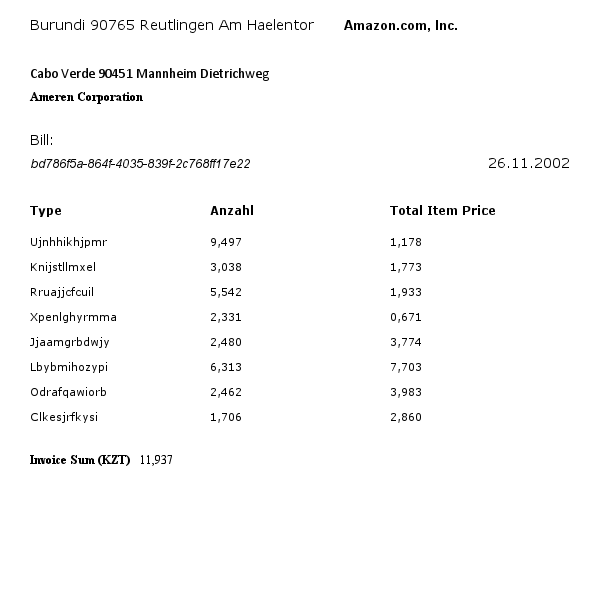 Burundi 90765 Reutlingen Am Haelentor Amazon.com, Inc.
Cabo Verde 90451 Mannheim Dietrichweg
Ameren Corporation
Bill:
bd786f5a-864f-4035-839f-2c768ff17e22 26.11.2002
Type Anzahl Total Item Price
Ujnhhikhjpmr 9,497 1,178
Knijstllmxel 3,038 1,773
Rruajjcfcuil 5,542 1,933
Xpenlghyrmma 2,331 0,671
Jjaamgrbdwjy 2,480 3,774
Lbybmihozypi 6,313 7,703
Odrafqawiorb 2,462 3,983
Clkesjrfkysi 1,706 2,860
Invoice Sum (KZT) 11,937